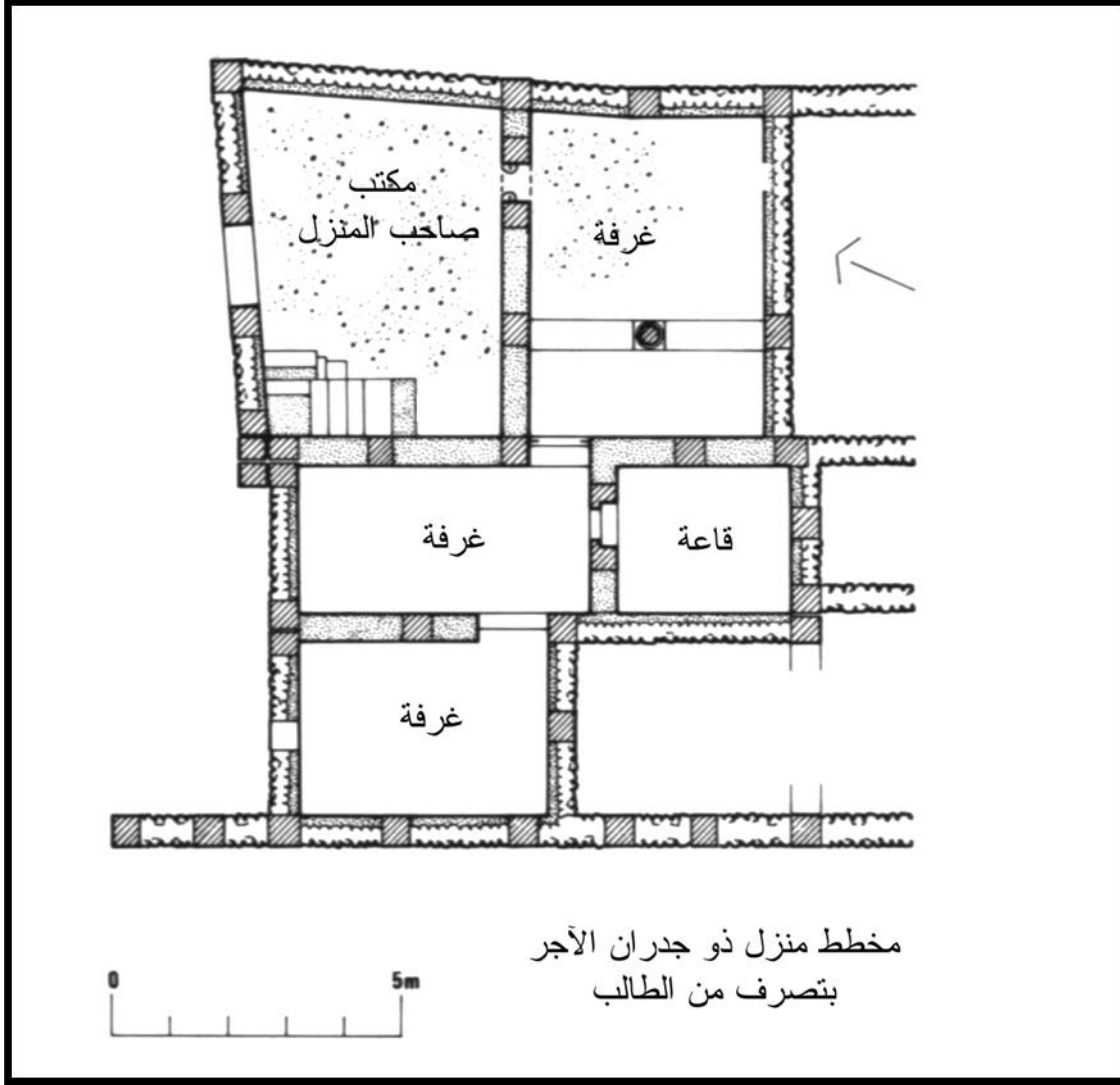 مكتب
صاحب المنزل
غرفة
غرفة
قاعة
غرفة
مخطط منزل ذو جدران الآجر
بتصرف من الطالب
0
5m